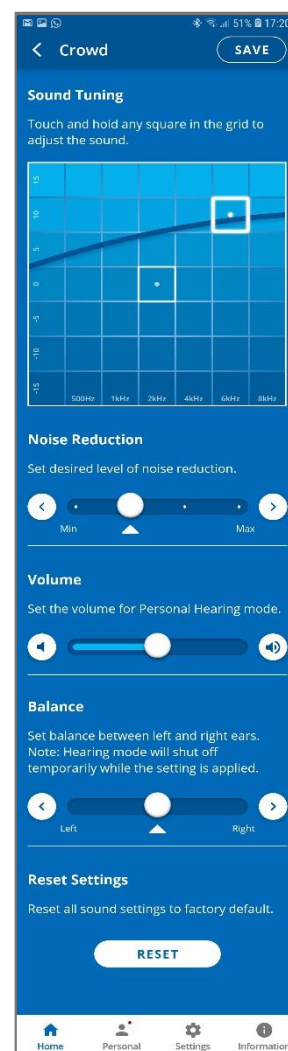 51% 17:20
Crowd
SAVE
Sound Tuning
Touch and hold any square in the grid to
adjust the sound.
15
10
5
0
-5
-10
-15
500Hz 1kHz 2kHz 4kHz 6kHz 8kHz
Noise Reduction
Set desired level of noise reduction.
Min Max
Volume
Set the volume for Personal Hearing mode.
Balance
Set balance between left and right ears.
Note: Hearing mode will shut off
temporarily while the setting is applied.
Left Right
Reset Settings
Reset all sound settings to factory default.
RESET
Home Personal Settings Information